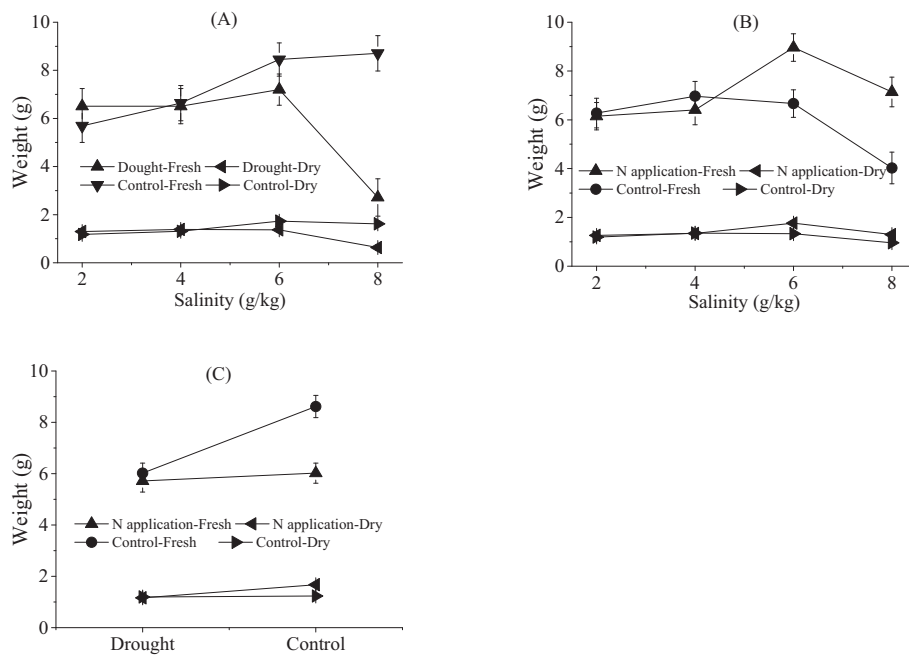 (A)
10
8
6
4
2
0
Weight (g)
Dought-Fresh Drought-Dry
Control-Fresh Control-Dry
2 4 6 8
Salinity (g/kg)
(B)
10
8
6
4
2
0
Weight (g)
N application-Fresh N application-Dry
Control-Fresh Control-Dry
2 4 6 8
Salinity (g/kg)
(C)
10
8
6
4
2
0
Weight (g)
N application-Fresh N application-Dry
Control-Fresh Control-Dry
Drought Control